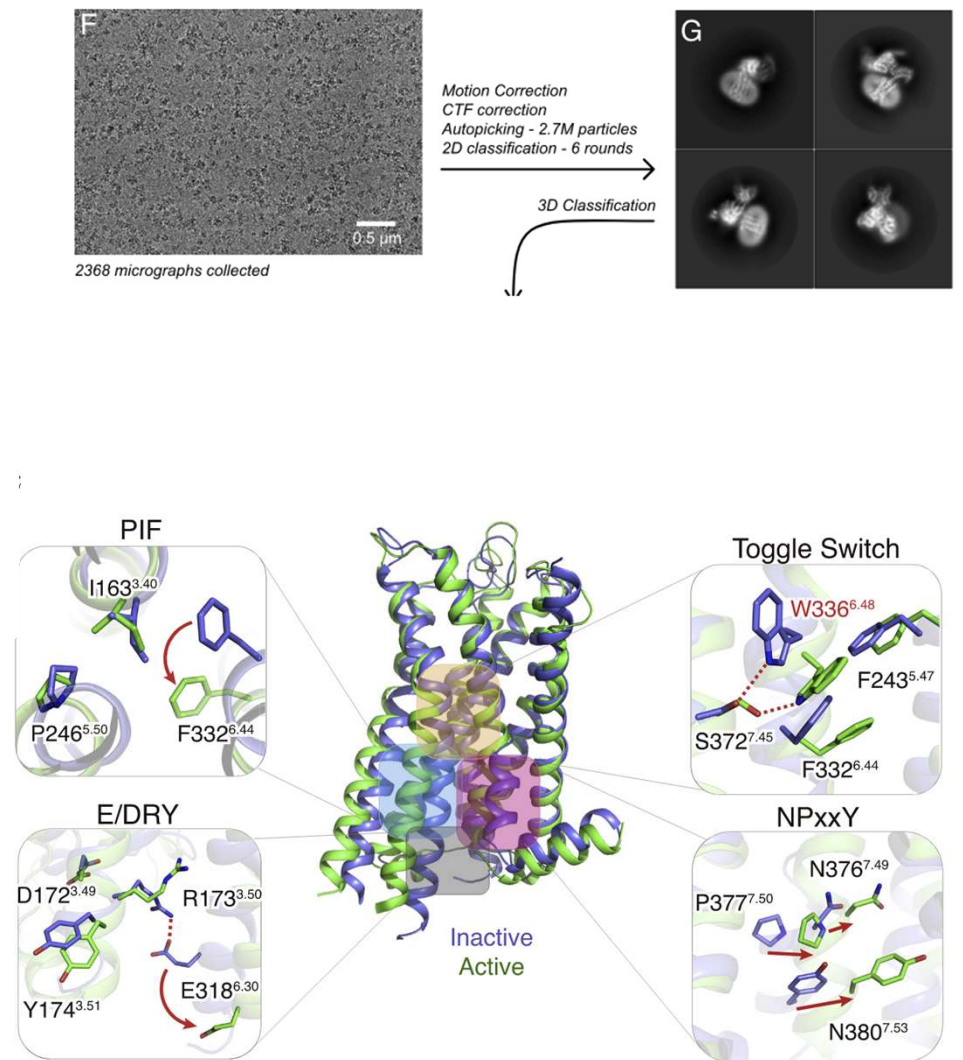 F
Motion Correction
CTF correction
Autopicking - 2.7M particles
2D classification - 6 rounds
3D Classification
0.5 μm
2368 micrographs collected
G
PIF
I163^3.40
P246^5.50
F332^6.44
Toggle Switch
W336^6.48
F243^5.47
S372^7.45
F332^6.44
E/DRY
D172^3.49
R173^3.50
Y174^3.51
E318^6.30
Inactive
Active
NPxxY
N376^7.49
P377^7.50
N380^7.53